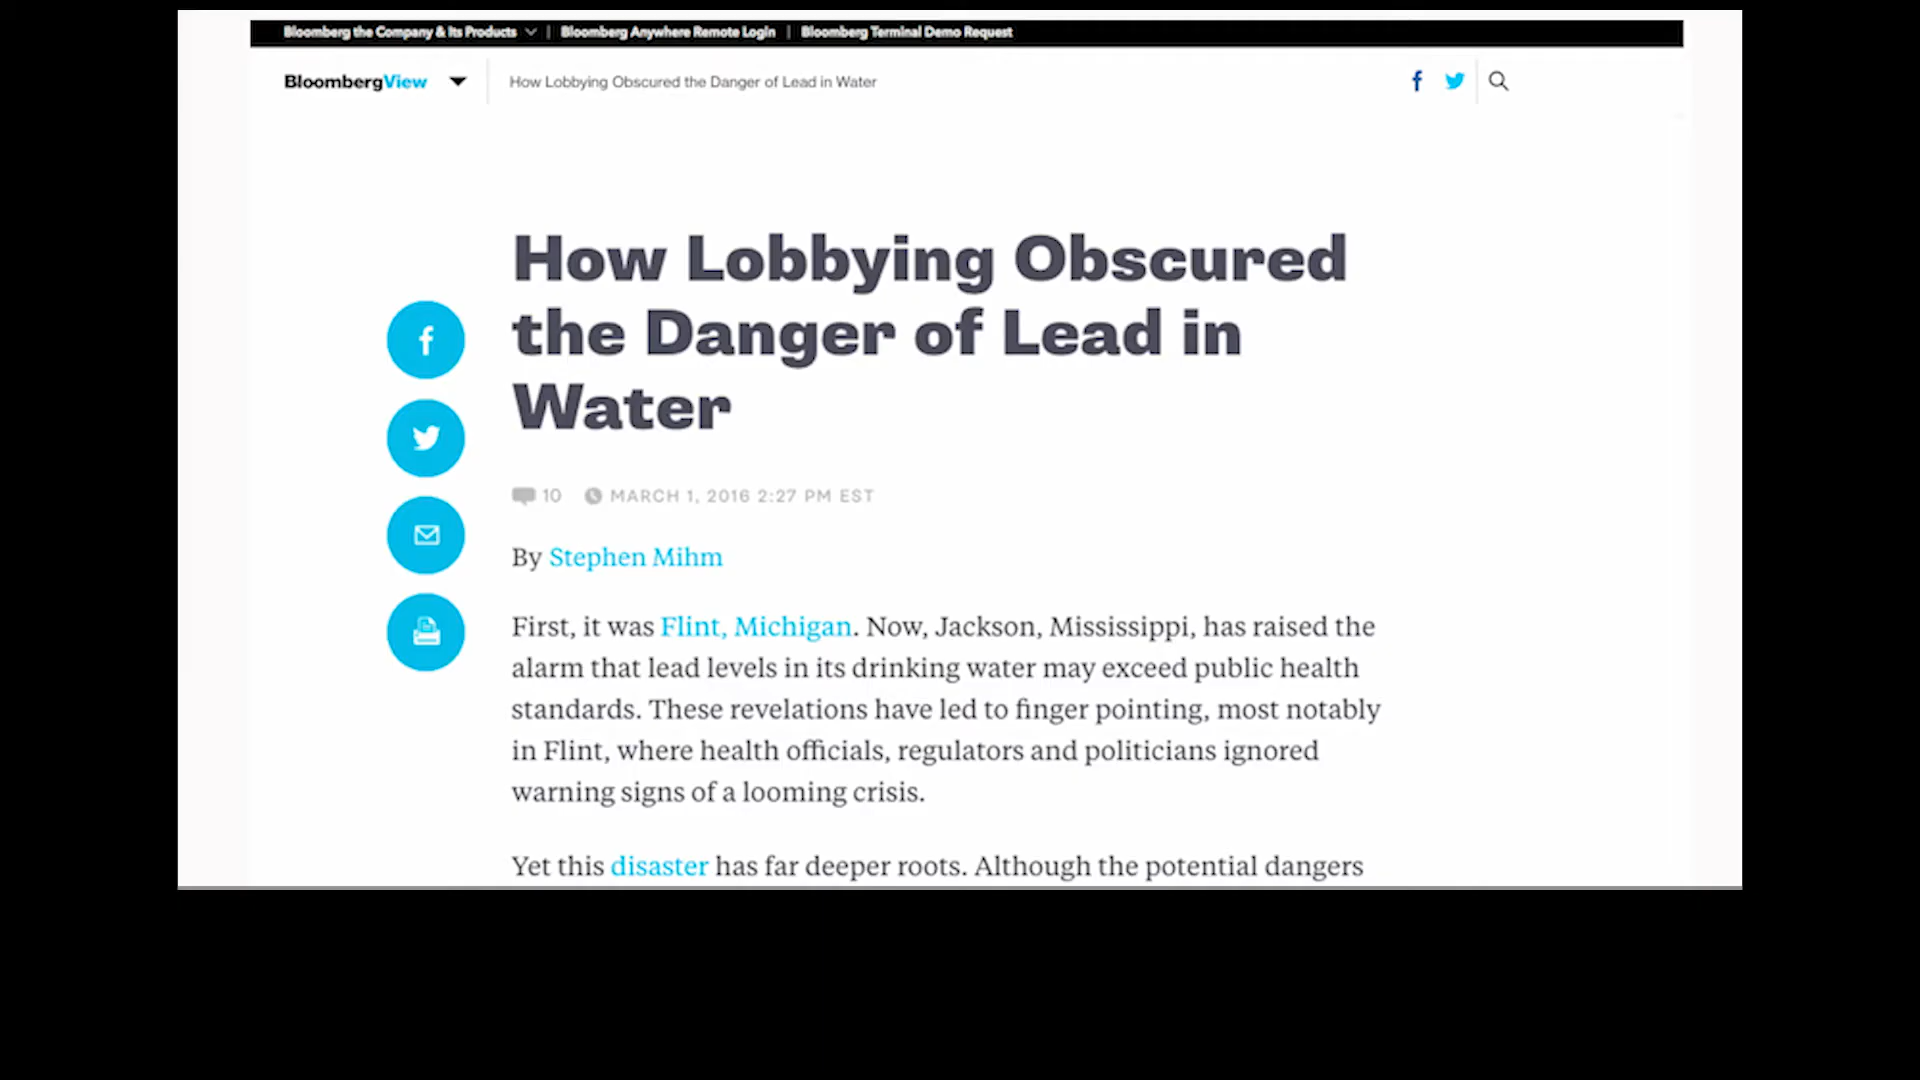 Bloomberg the Company & Its Products | Bloomberg Anywhere Remote Login | Bloomberg Terminal Demo Request
BloombergView How Lobbying Obscured the Danger of Lead in Water
How Lobbying Obscured
the Danger of Lead in
Water
10 MARCH 1, 2016 2:27 PM EST
By Stephen Mihm
First, it was Flint, Michigan. Now, Jackson, Mississippi, has raised the
alarm that lead levels in its drinking water may exceed public health
standards. These revelations have led to finger pointing, most notably
in Flint, where health officials, regulators and politicians ignored
warning signs of a looming crisis.
Yet this disaster has far deeper roots. Although the potential dangers